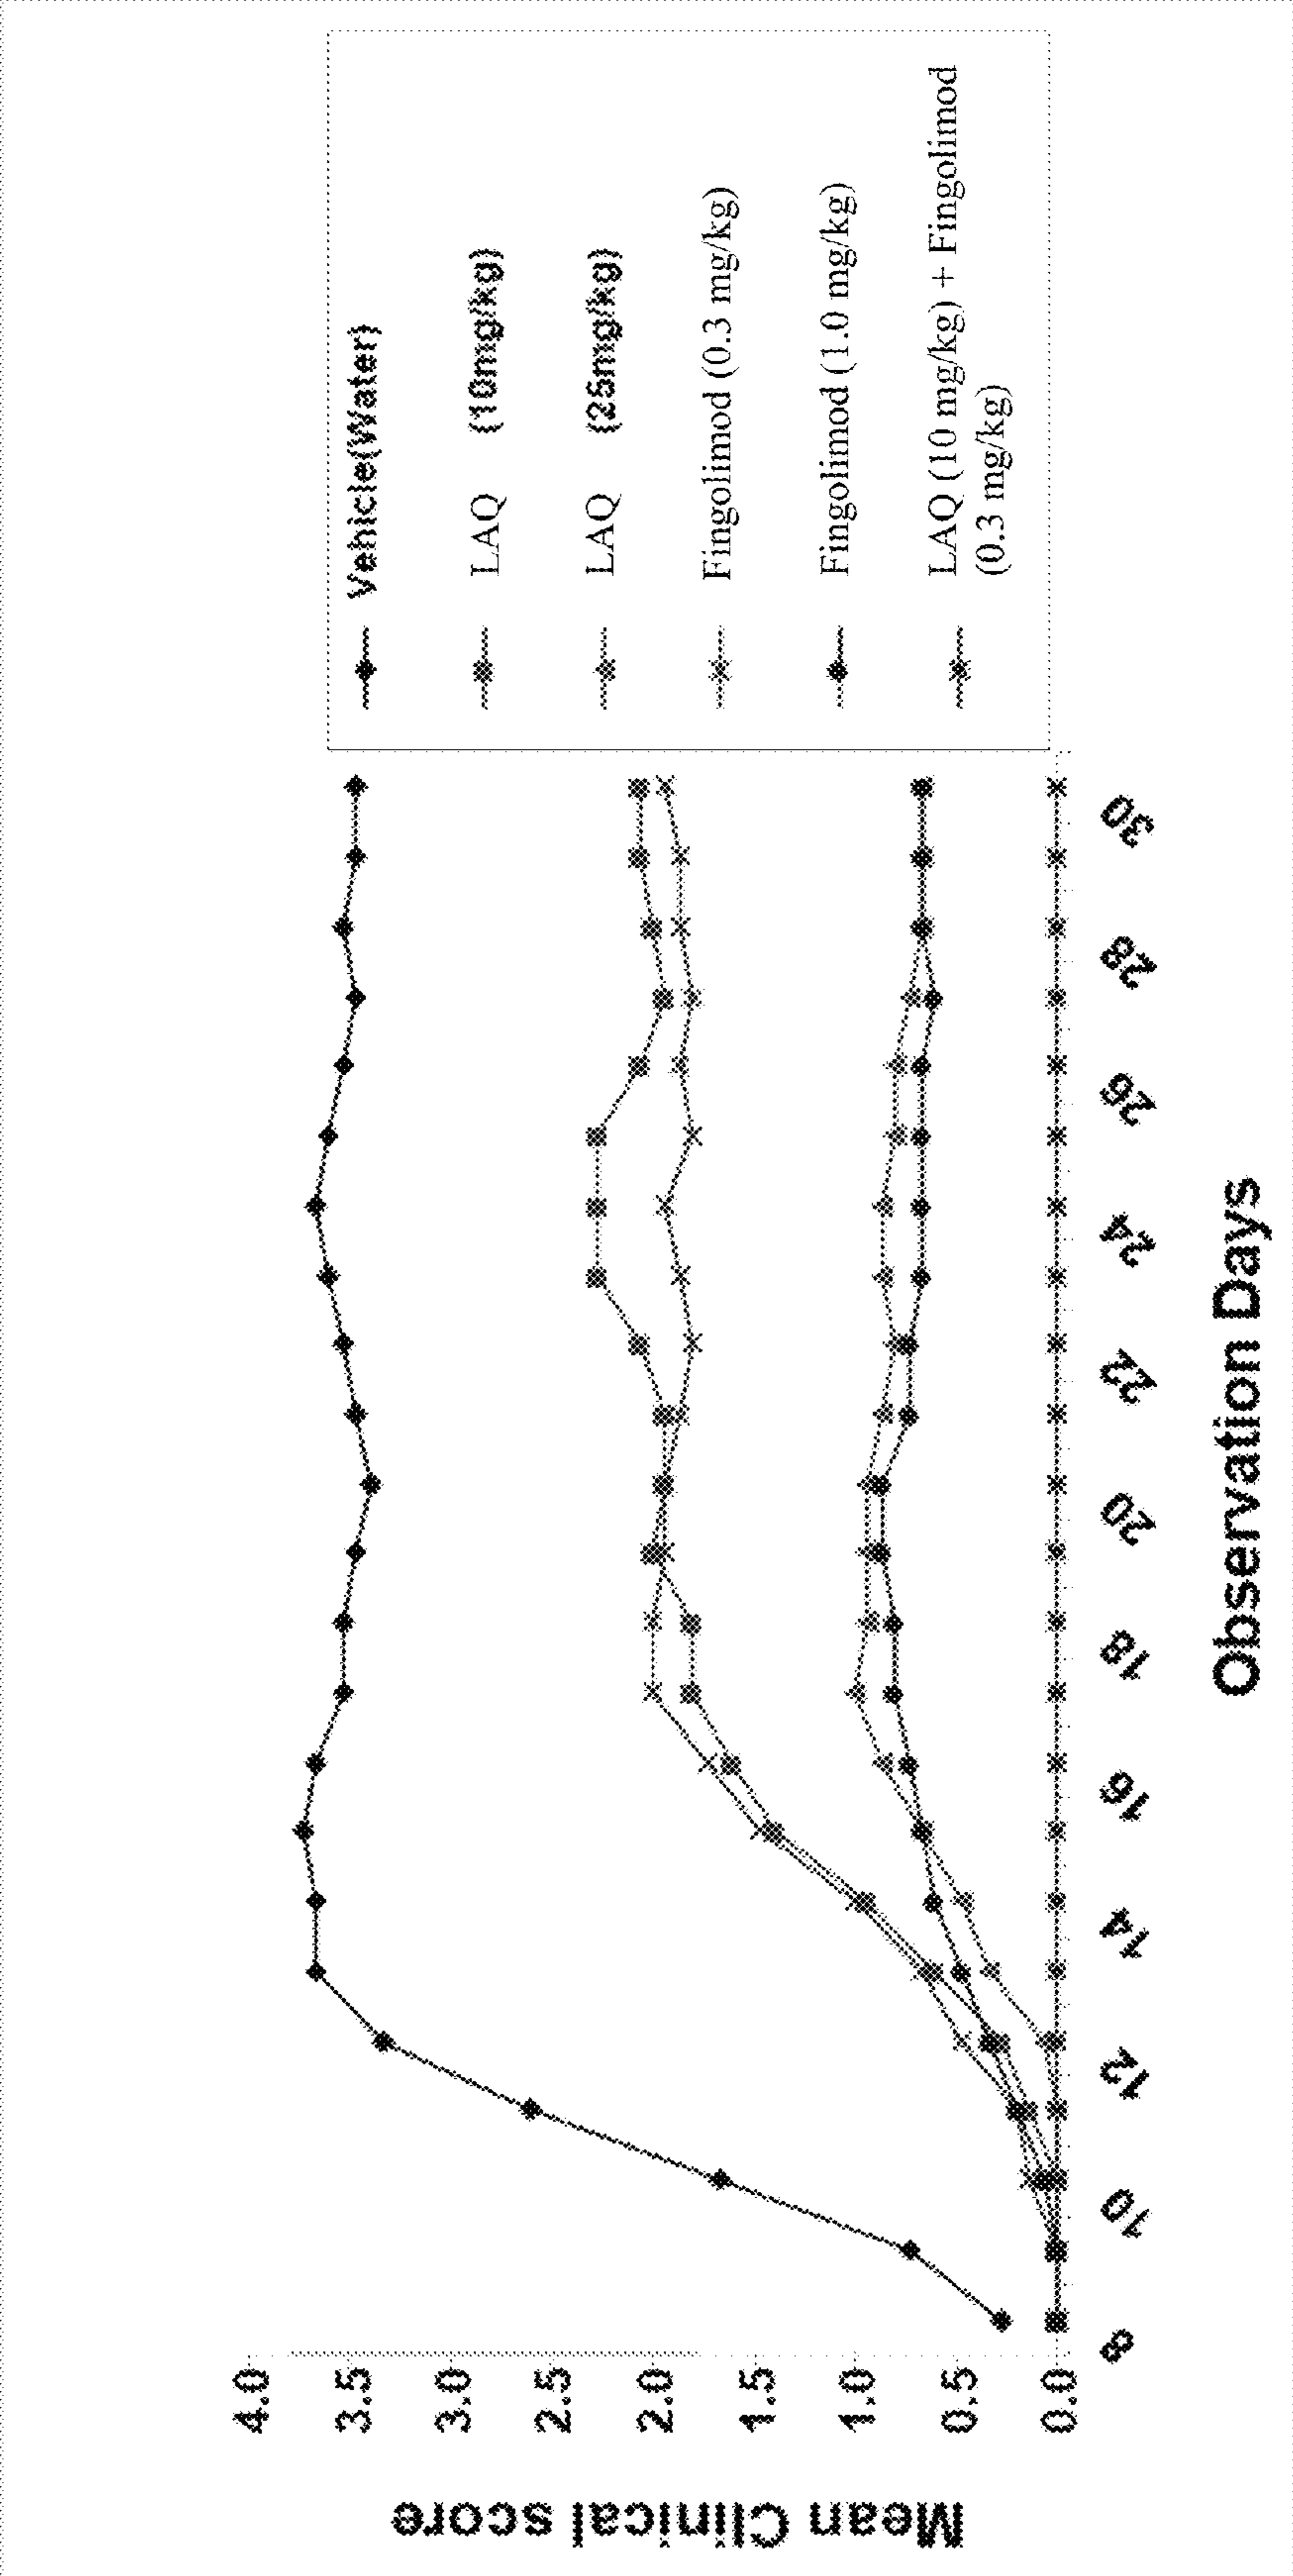 Mean Clinical score
4.0
3.5
3.0
2.5
2.0
1.5
1.0
0.5
0.0
8
10
12
14
16
18
20
22
24
26
28
30
Observation Days
Vehicle(Water)
LAQ (10mg/kg)
LAQ (25mg/kg)
Fingolimod (0.3 mg/kg)
Fingolimod (1.0 mg/kg)
LAQ (10 mg/kg) + Fingolimod
(0.3 mg/kg)